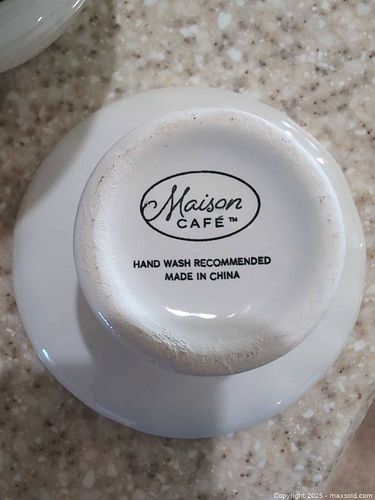 Maison
CAFÉ™
HAND WASH RECOMMENDED
MADE IN CHINA
Copyright 2025 - maxsold.com